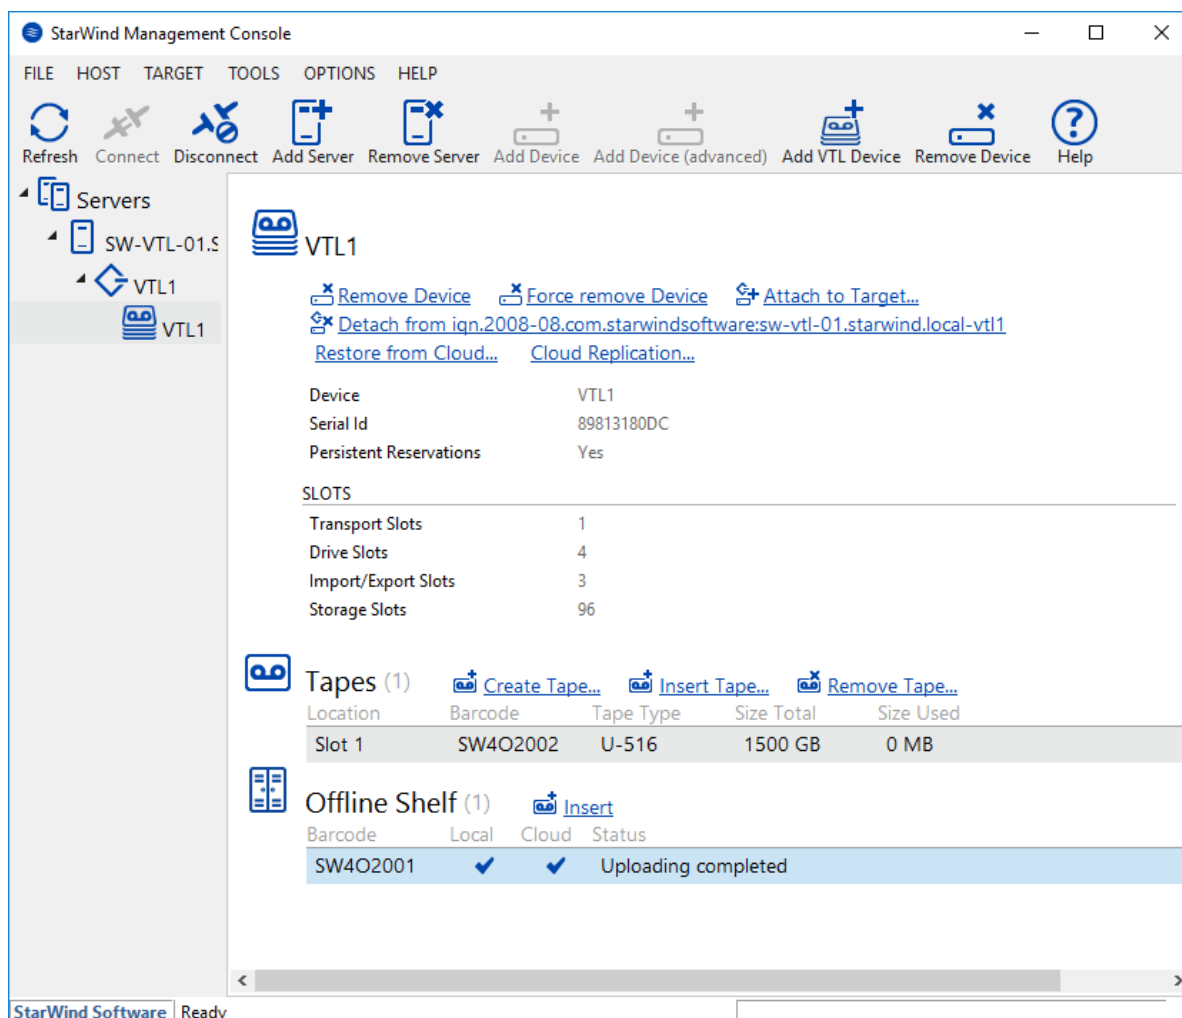 StarWind Management Console
FILE HOST TARGET TOOLS OPTIONS HELP
Refresh Connect Disconnect Add Server Remove Server Add Device Add Device (advanced) Add VTL Device Remove Device Help
Servers
SW-VTL-01.S
VTL1
VTL1
VTL1
Remove Device Force remove Device Attach to Target...
Detach from iqn.2008-08.com.starwindsoftware:sw-vtl-01.starwind.local-vtl1
Restore from Cloud... Cloud Replication...
Device VTL1
Serial Id 89813180DC
Persistent Reservations Yes
SLOTS
Transport Slots 1
Drive Slots 4
Import/Export Slots 3
Storage Slots 96
Tapes (1) Create Tape... Insert Tape... Remove Tape...
Location Barcode Tape Type Size Total Size Used
Slot 1 SW4O2002 U-516 1500 GB 0 MB
Offline Shelf (1) Insert
Barcode Local Cloud Status
SW4O2001 Uploading completed
StarWind Software Ready